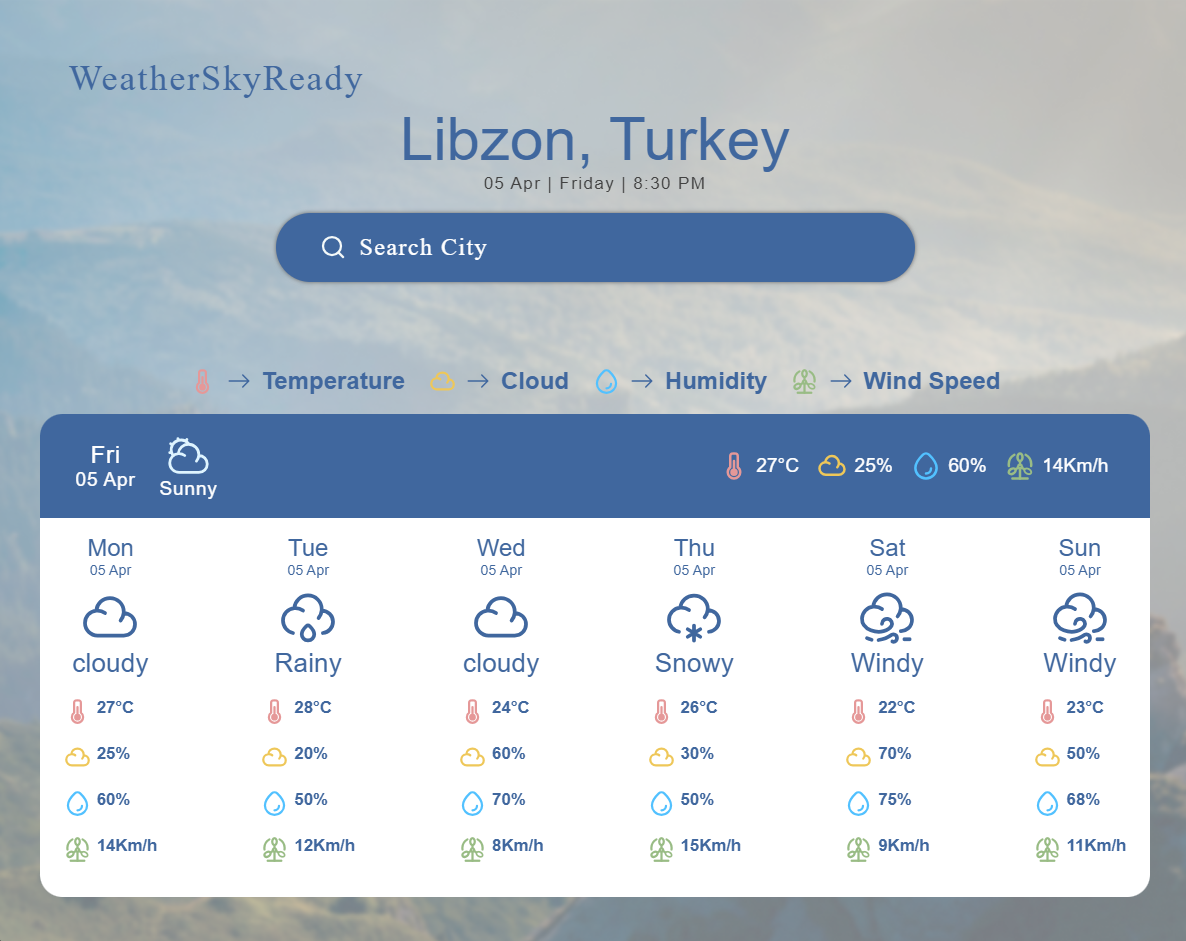 WeatherSkyReady
Libzon, Turkey
05 Apr | Friday | 8:30 PM
Search City
Temperature Cloud Humidity Wind Speed
Fri
05 Apr
Sunny
27°C 25% 60% 14Km/h
Mon Tue Wed Thu Sat Sun
05 Apr 05 Apr 05 Apr 05 Apr 05 Apr 05 Apr
cloudy Rainy cloudy Snowy Windy Windy
27°C 28°C 24°C 26°C 22°C 23°C
25% 20% 60% 30% 70% 50%
60% 50% 70% 50% 75% 68%
14Km/h 12Km/h 8Km/h 15Km/h 9Km/h 11Km/h